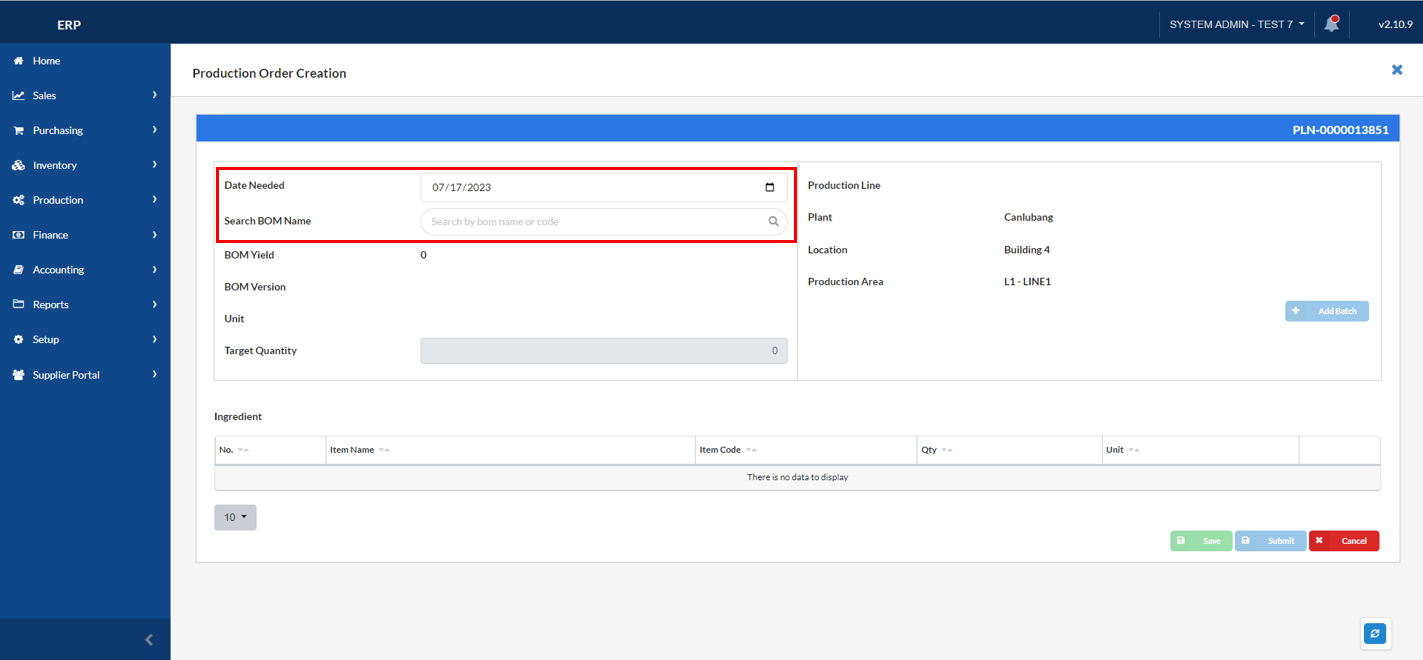 ERP
SYSTEM ADMIN - TEST 7
v2.10.9
Home
Sales
Purchasing
Inventory
Production
Finance
Accounting
Reports
Setup
Supplier Portal
Production Order Creation
PLN-0000013851
Date Needed 07/17/2023
Search BOM Name Search by bom name or code
BOM Yield 0
BOM Version
Unit
Target Quantity 0
Production Line
Plant Canlubang
Location Building 4
Production Area L1 - LINE1
Add Batch
Ingredient
No. Item Name Item Code Qty Unit
There is no data to display
10
Save Submit Cancel